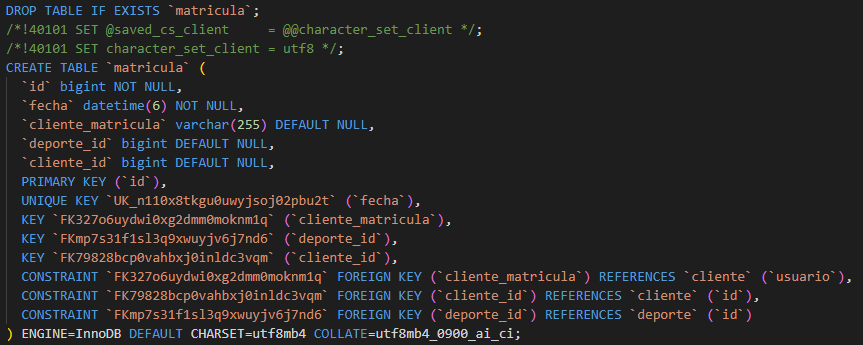 DROP TABLE IF EXISTS `matricula`;
/*!40101 SET @saved_cs_client     = @@character_set_client */;
/*!40101 SET character_set_client = utf8 */;
CREATE TABLE `matricula` (
  `id` bigint NOT NULL,
  `fecha` datetime(6) NOT NULL,
  `cliente_matricula` varchar(255) DEFAULT NULL,
  `deporte_id` bigint DEFAULT NULL,
  `cliente_id` bigint DEFAULT NULL,
  PRIMARY KEY (`id`),
  UNIQUE KEY `UK_n110x8tkgu0uwyjsoj02pbu2t` (`fecha`),
  KEY `FK327o6uydwi0xg2dmm0moknm1q` (`cliente_matricula`),
  KEY `FKmp7s31f1sl3q9xwuyjv6j7nd6` (`deporte_id`),
  KEY `FK79828bcp0vahbxj0inldc3vqm` (`cliente_id`),
  CONSTRAINT `FK327o6uydwi0xg2dmm0moknm1q` FOREIGN KEY (`cliente_matricula`) REFERENCES `cliente` (`usuario`),
  CONSTRAINT `FK79828bcp0vahbxj0inldc3vqm` FOREIGN KEY (`cliente_id`) REFERENCES `cliente` (`id`),
  CONSTRAINT `FKmp7s31f1sl3q9xwuyjv6j7nd6` FOREIGN KEY (`deporte_id`) REFERENCES `deporte` (`id`)
) ENGINE=InnoDB DEFAULT CHARSET=utf8mb4 COLLATE=utf8mb4_0900_ai_ci;